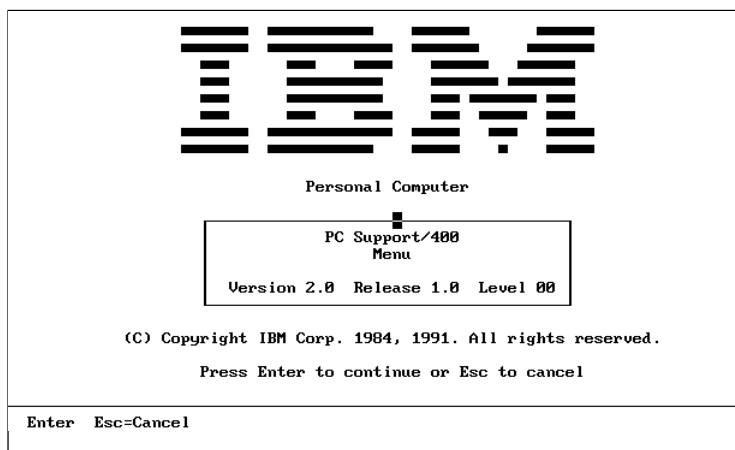 IBM
Personal Computer
PC Support/400
Menu
Version 2.0 Release 1.0 Level 00
(C) Copyright IBM Corp. 1984, 1991. All rights reserved.
Press Enter to continue or Esc to cancel
Enter Esc=Cancel